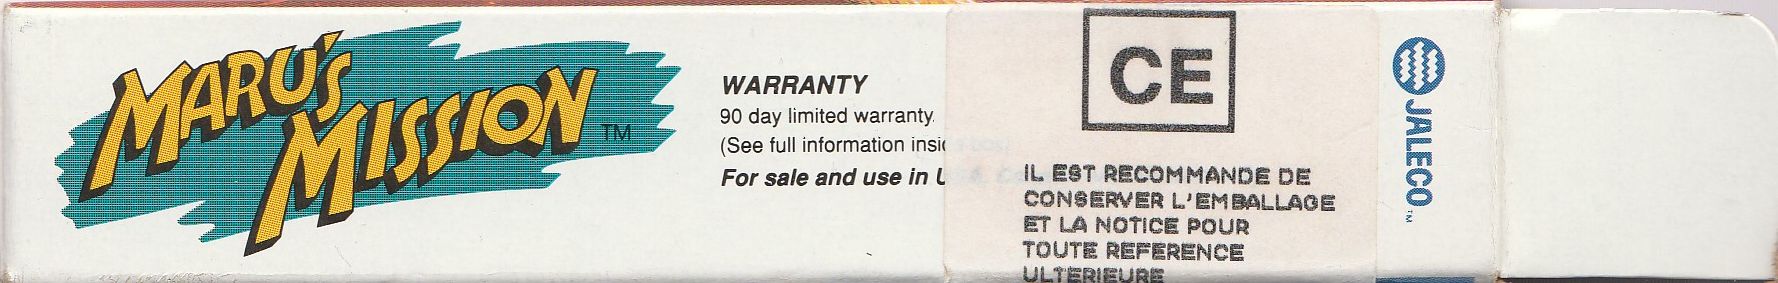 MARU'S
MISSION
TM
WARRANTY
90 day limited warranty.
(See full information
For sale and use in
CE
IL EST RECOMMANDE DE
CONSERVER L'EMBALLAGE
ET LA NOTICE POUR
TOUTE REFERENCE
ULTERIEURE
JALECO
TM